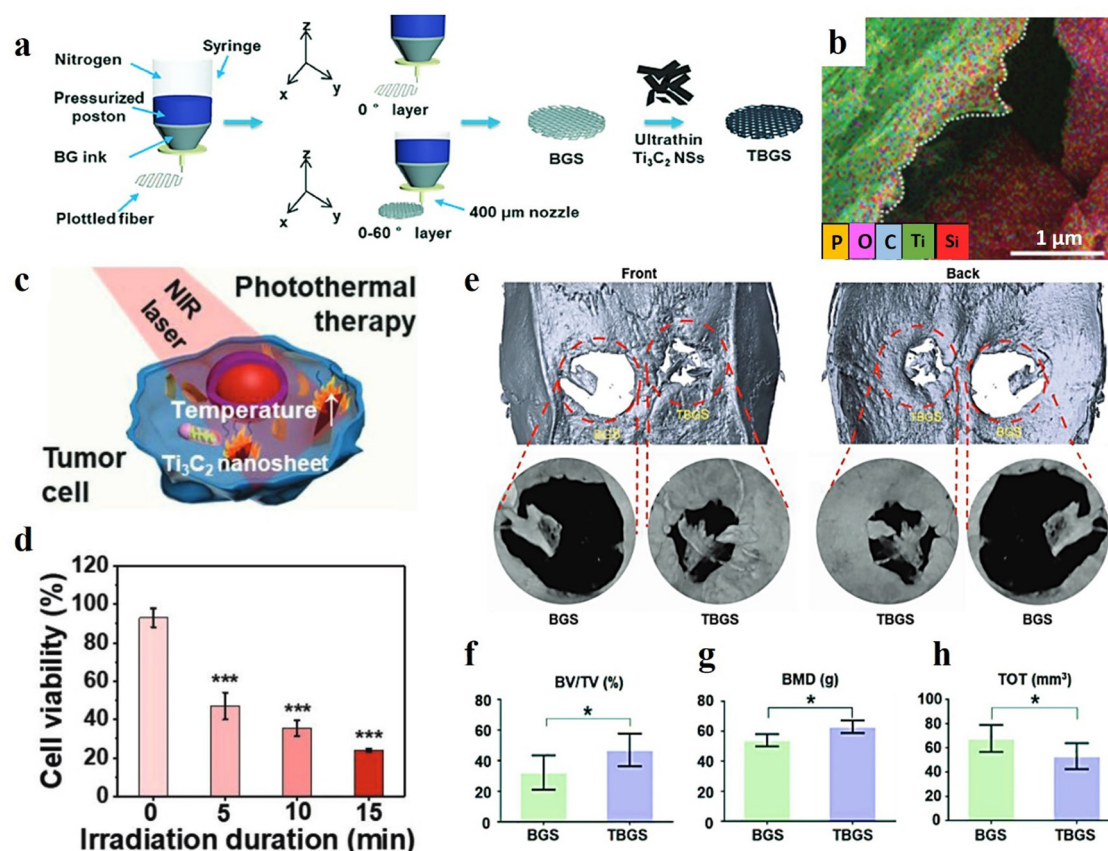 a
Nitrogen
Syringe
Pressurized
poston
BG ink
Plottled fiber
z
x
y
0 ° layer
z
x
y
0-60 ° layer
400 μm nozzle
BGS
Ultrathin
Ti₃C₂ NSs
TBGS
b
P O C Ti Si
1 μm
c
NIR
laser
Photothermal
therapy
Temperature
Ti₃C₂ nanosheet
Tumor
cell
d
Cell viability (%)
120
100
80
60
40
20
0
***
***
***
0 5 10 15
Irradiation duration (min)
e
Front
Back
BGS
TBGS
TBGS
BGS
BGS
TBGS
TBGS
BGS
f
BV/TV (%)
80
60
40
20
0
*
BGS TBGS
g
BMD (g)
80
60
40
20
0
*
BGS TBGS
h
TOT (mm³)
100
80
60
40
20
0
*
BGS TBGS